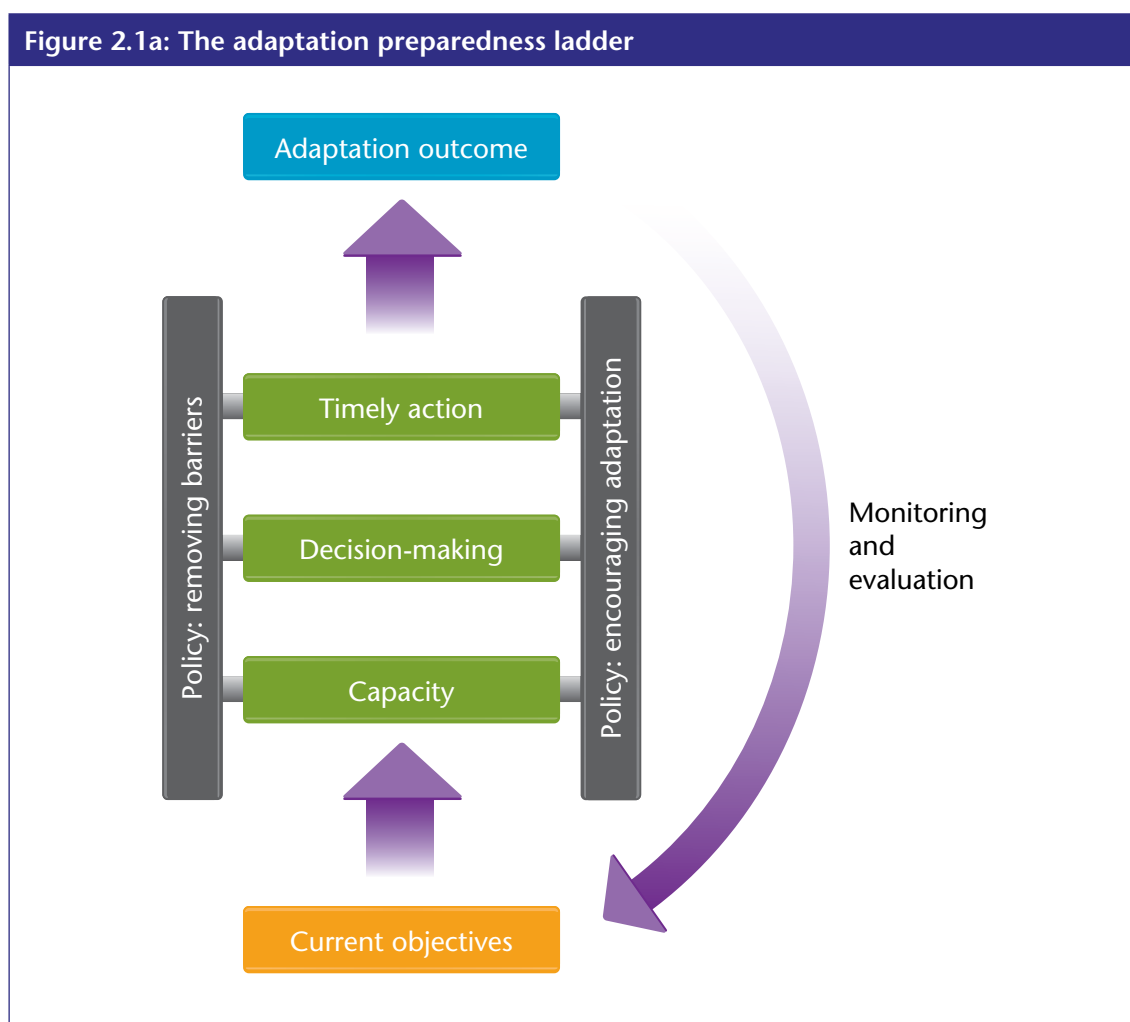 Figure 2.1a: The adaptation preparedness ladder
Adaptation outcome
Policy: removing barriers
Timely action
Decision-making
Capacity
Policy: encouraging adaptation
Monitoring
and
evaluation
Current objectives